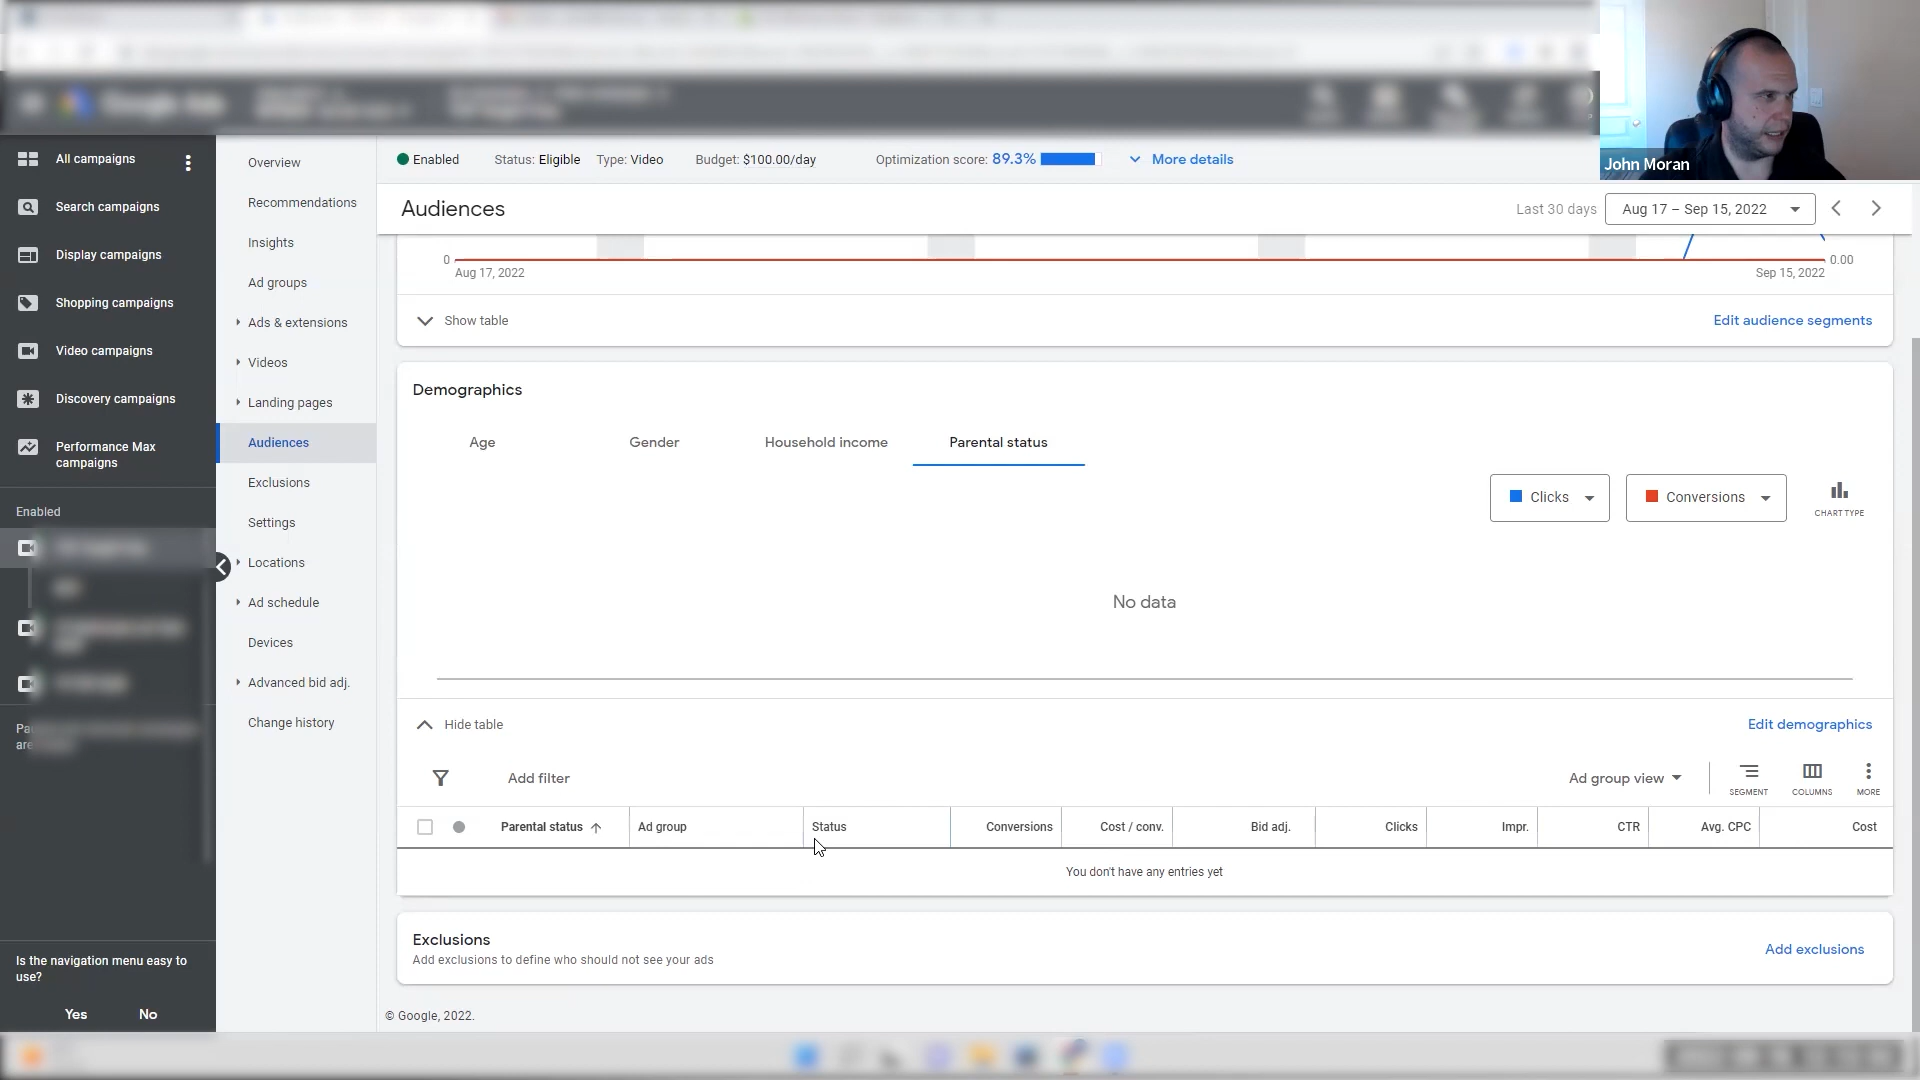 Google Ads
John Moran
All campaigns
Search campaigns
Display campaigns
Shopping campaigns
Video campaigns
Discovery campaigns
Performance Max
campaigns
Enabled
Is the navigation menu easy to
use?
Yes No
Overview
Recommendations
Insights
Ad groups
Ads & extensions
Videos
Landing pages
Audiences
Exclusions
Settings
Locations
Ad schedule
Devices
Advanced bid adj.
Change history
Enabled Status: Eligible Type: Video Budget: $100.00/day Optimization score: 89.3% More details
Audiences Last 30 days Aug 17 – Sep 15, 2022
0 0.00
Aug 17, 2022 Sep 15, 2022
Show table Edit audience segments
Demographics
Age Gender Household income Parental status
Clicks Conversions
CHART TYPE
No data
Hide table Edit demographics
Add filter Ad group view
SEGMENT COLUMNS MORE
Parental status Ad group Status Conversions Cost / conv. Bid adj. Clicks Impr. CTR Avg. CPC Cost
You don't have any entries yet
Exclusions
Add exclusions to define who should not see your ads
Add exclusions
© Google, 2022.